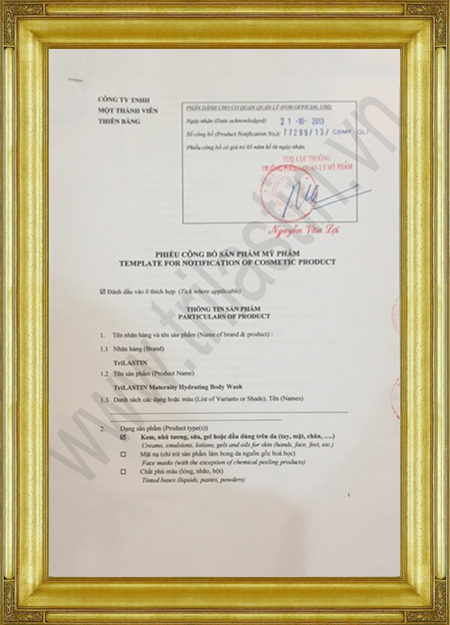 CÔNG TY TNHH
MỘT THÀNH VIÊN
THIÊN BẰNG
PHẦN DÀNH CHO CƠ QUAN QUẢN LÝ (FOR OFFICIAL USE)
Ngày nhận (Date acknowledged): 21 -10- 2013
Số công bố (Product Notification No.): 77299/13/ CBMP-QLD
Phiếu công bố có giá trị 05 năm kể từ ngày nhận.
TUQ CỤC TRƯỞNG
TRƯỞNG PHÒNG QUẢN LÝ MỸ PHẨM
Nguyễn Văn Lợi
PHIẾU CÔNG BỐ SẢN PHẨM MỸ PHẨM
TEMPLATE FOR NOTIFICATION OF COSMETIC PRODUCT
☑ Đánh dấu vào ô thích hợp (Tick where applicable)
THÔNG TIN SẢN PHẨM
PARTICULARS OF PRODUCT
1. Tên nhãn hàng và tên sản phẩm (Name of brand & product) :
1.1 Nhãn hàng (Brand)
TriLASTIN
1.2 Tên sản phẩm (Product Name)
TriLASTIN Maternity Hydrating Body Wash
1.3 Danh sách các dạng hoặc màu (List of Variants or Shade). Tên (Names)
2. Dạng sản phẩm (Product type(s))
☑ Kem, nhũ tương, sữa, gel hoặc dầu dùng trên da (tay, mặt, chân, ....)
Creams, emulsions, lotions, gels and oils for skin (hands, face, feet, etc.)
☐ Mặt nạ (chỉ trừ sản phẩm làm bong da nguồn gốc hoá học)
Face masks (with the exception of chemical peeling products)
☐ Chất phủ màu (lỏng, nhão, bột)
Tinted bases (liquids, pastes, powders)
www.trilastin.vn